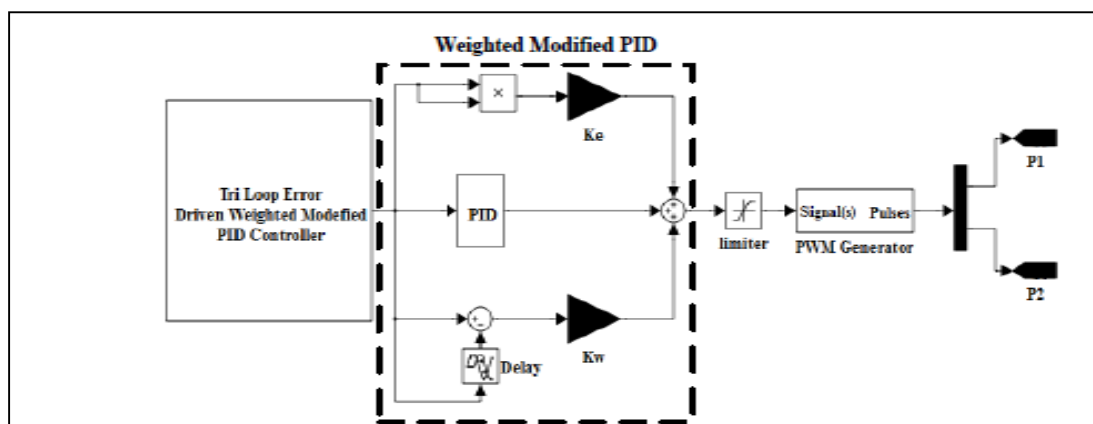 Weighted Modified PID
×
Ke
P1
Tri Loop Error
Driven Weighted Modefied
PID Controller
PID
limiter
Signal(s) Pulses
PWM Generator
P2
Kw
Delay